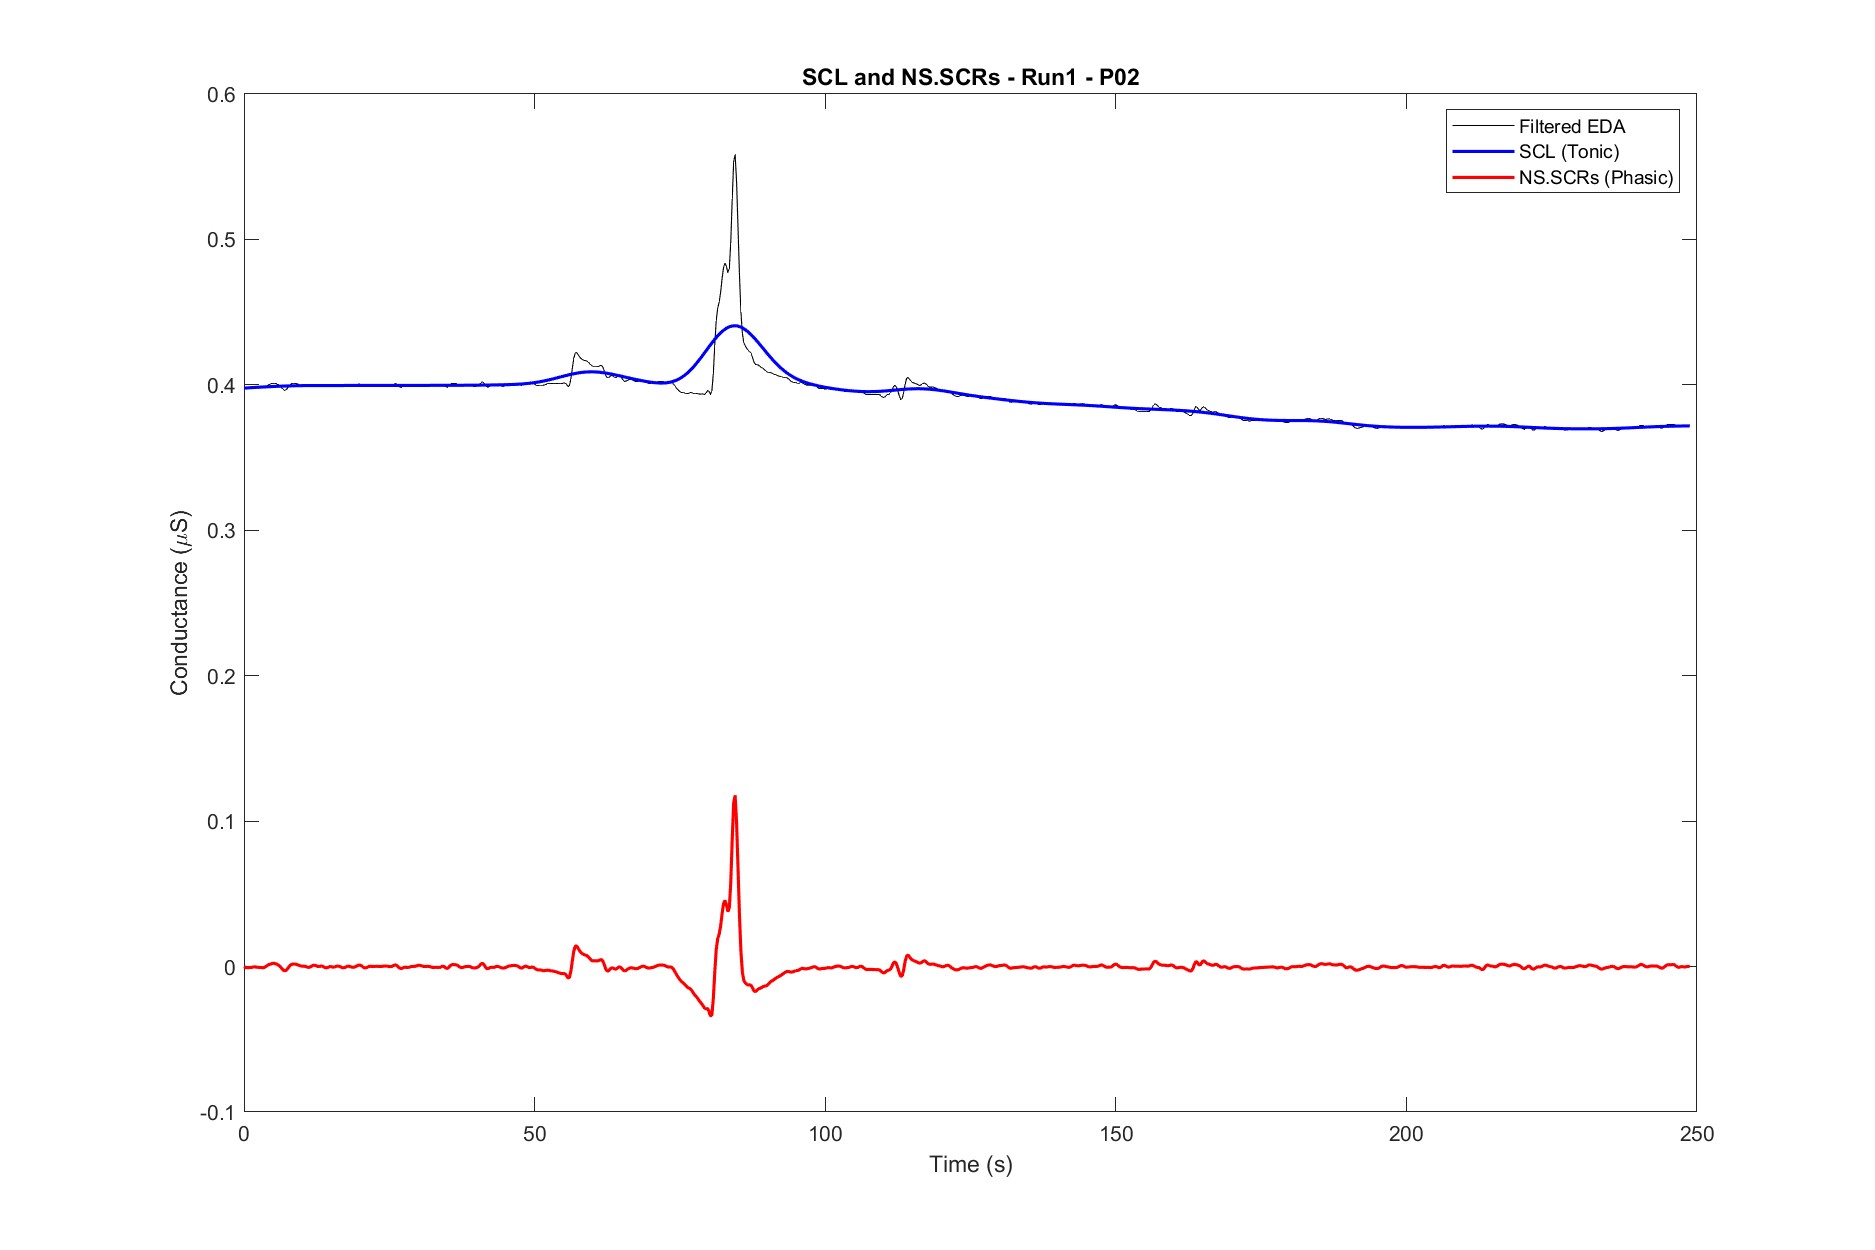 SCL and NS.SCRs - Run1 - P02
0.6
0.5
0.4
0.3
0.2
0.1
0
-0.1
Conductance (μS)
Filtered EDA
SCL (Tonic)
NS.SCRs (Phasic)
0 50 100 150 200 250
Time (s)